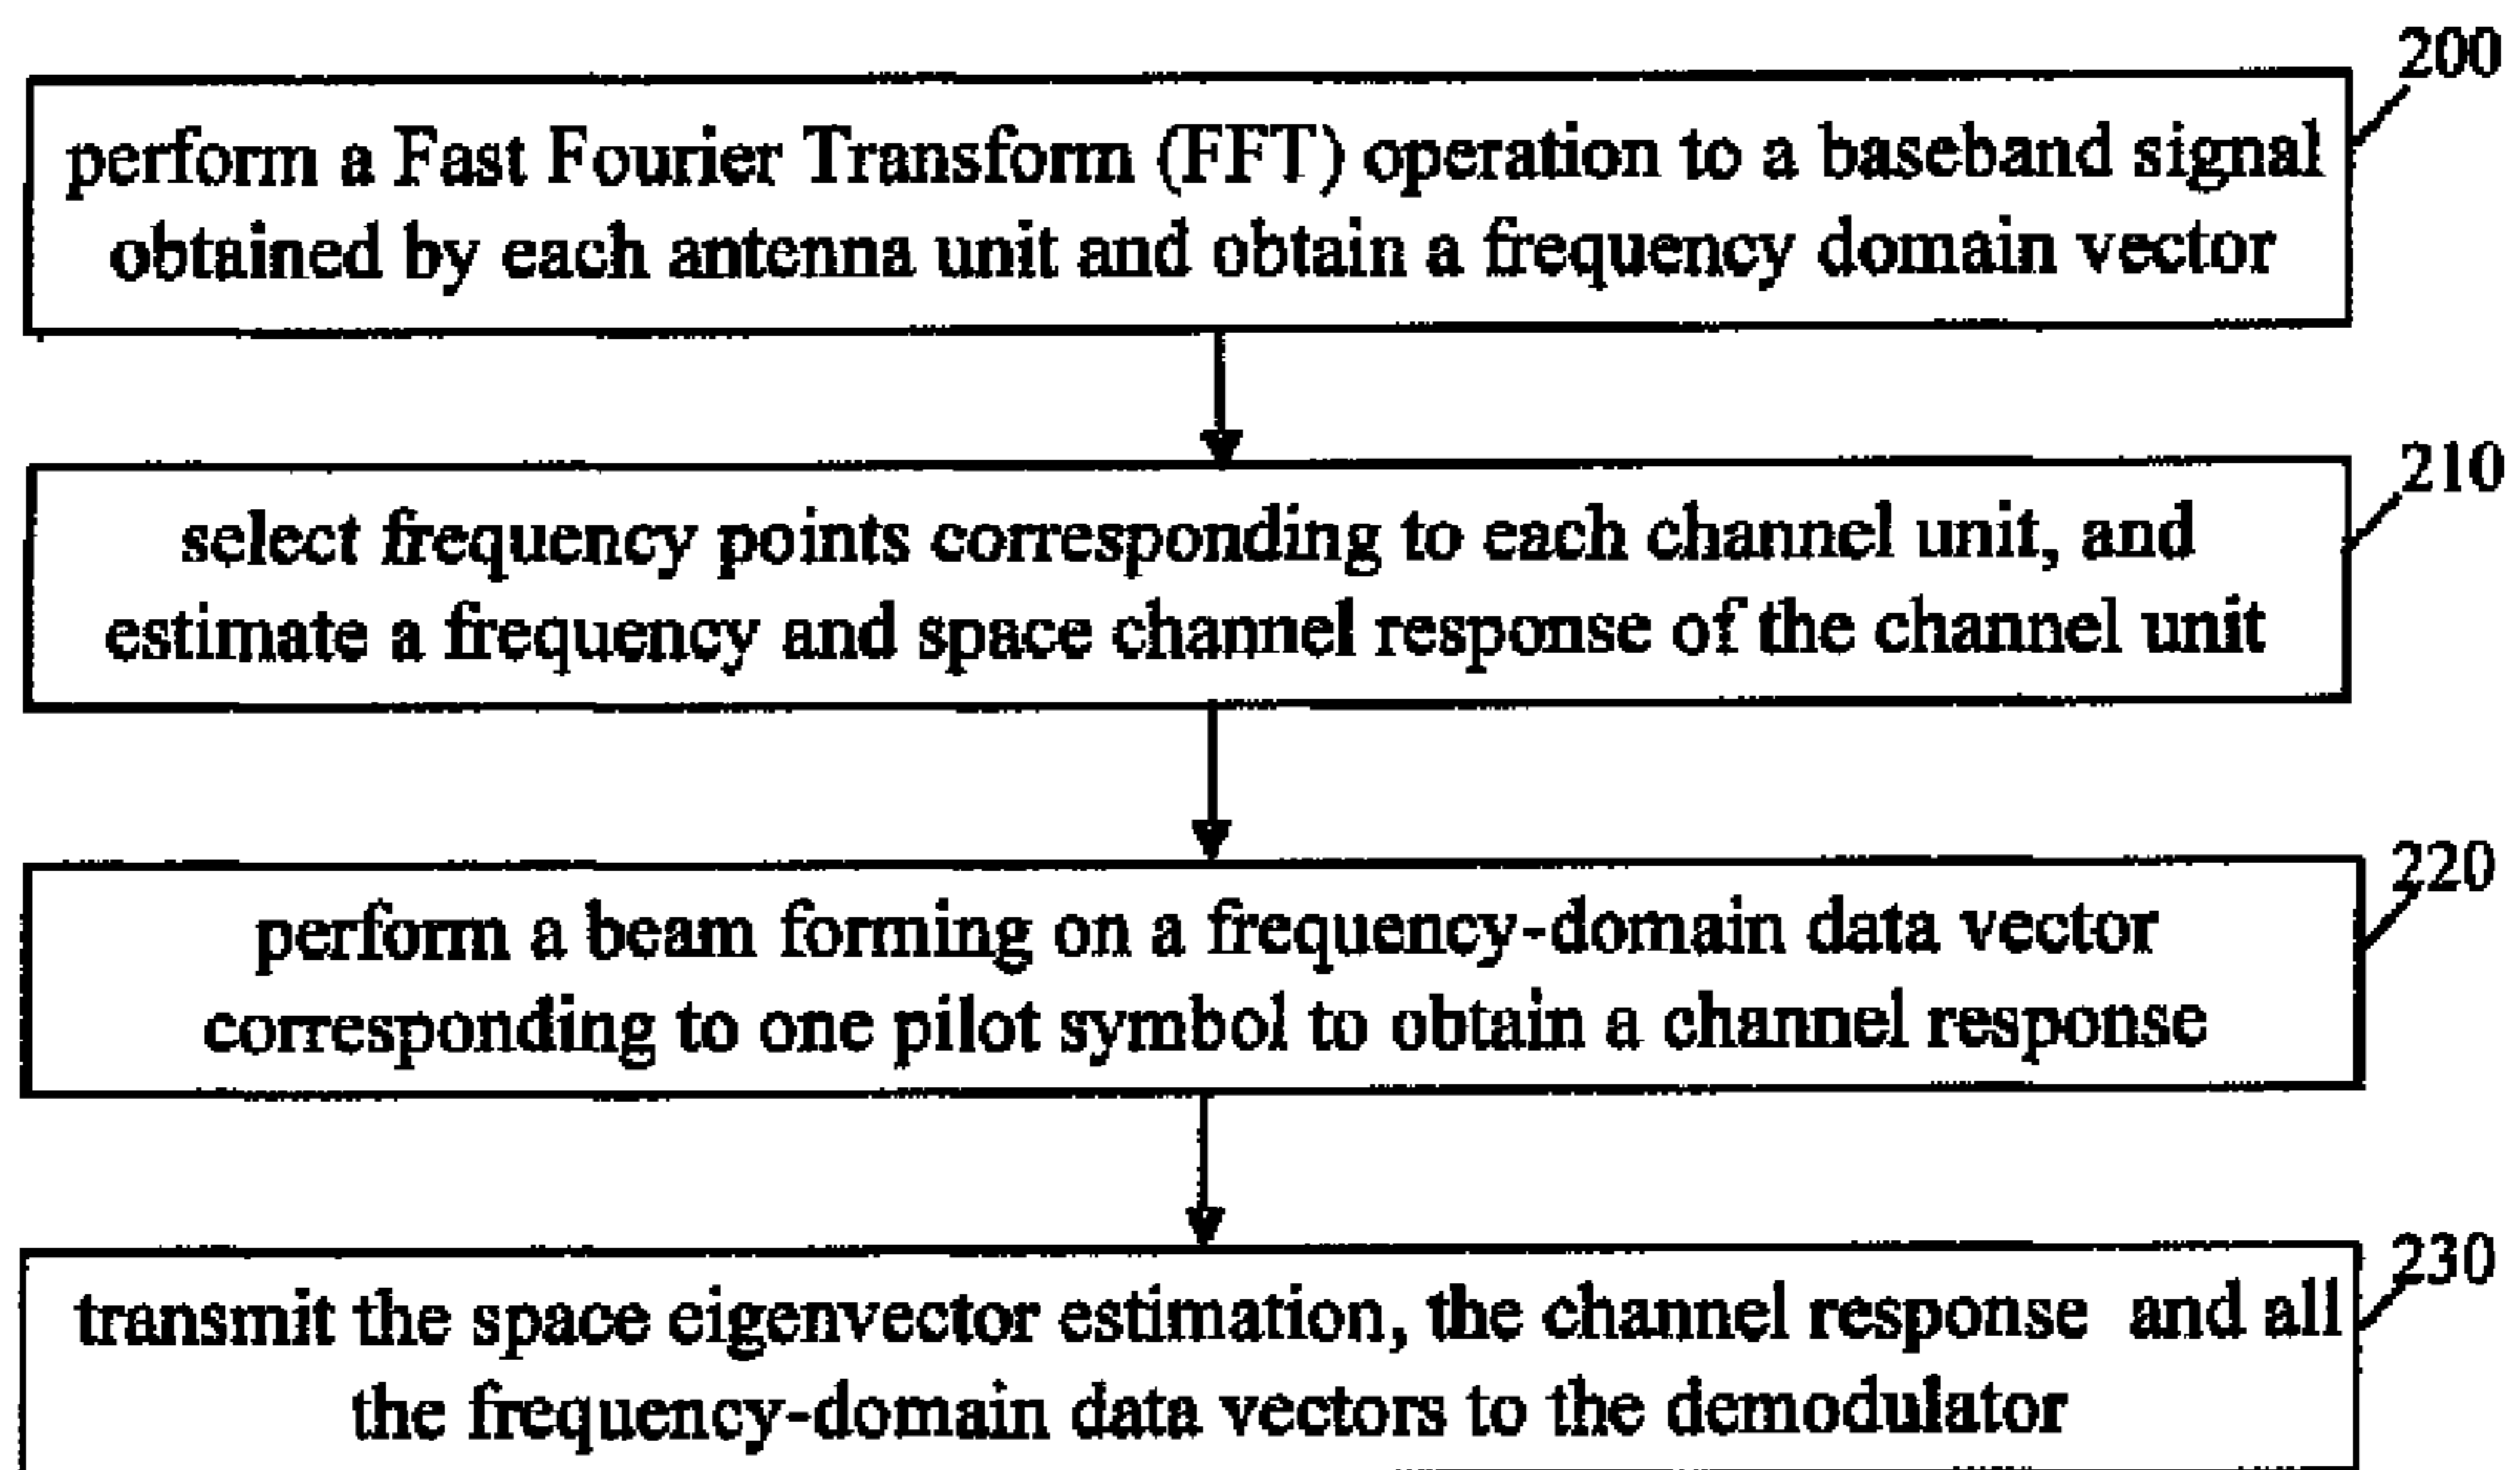 200
perform a Fast Fourier Transform (FFT) operation to a baseband signal
obtained by each antenna unit and obtain a frequency domain vector
210
select frequency points corresponding to each channel unit, and
estimate a frequency and space channel response of the channel unit
220
perform a beam forming on a frequency-domain data vector
corresponding to one pilot symbol to obtain a channel response
230
transmit the space eigenvector estimation, the channel response and all
the frequency-domain data vectors to the demodulator